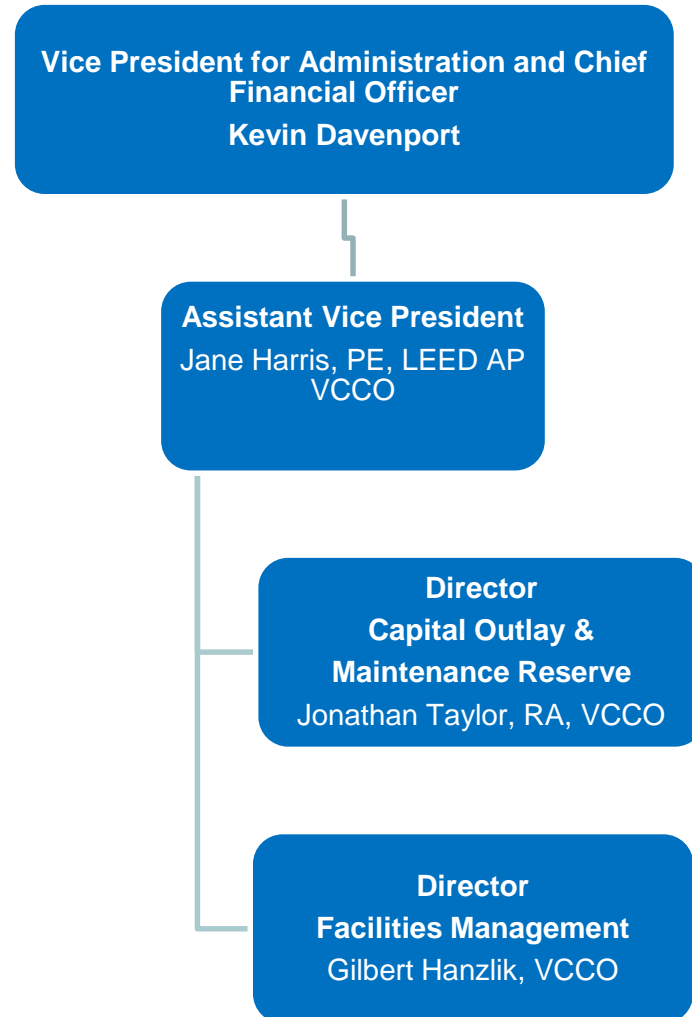 Vice President for Administration and Chief
Financial Officer
Kevin Davenport
Assistant Vice President
Jane Harris, PE, LEED AP
VCCO
Director
Capital Outlay &
Maintenance Reserve
Jonathan Taylor, RA, VCCO
Director
Facilities Management
Gilbert Hanzlik, VCCO